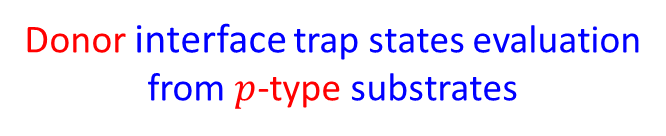 Donor interface trap states evaluation
from p-type substrates